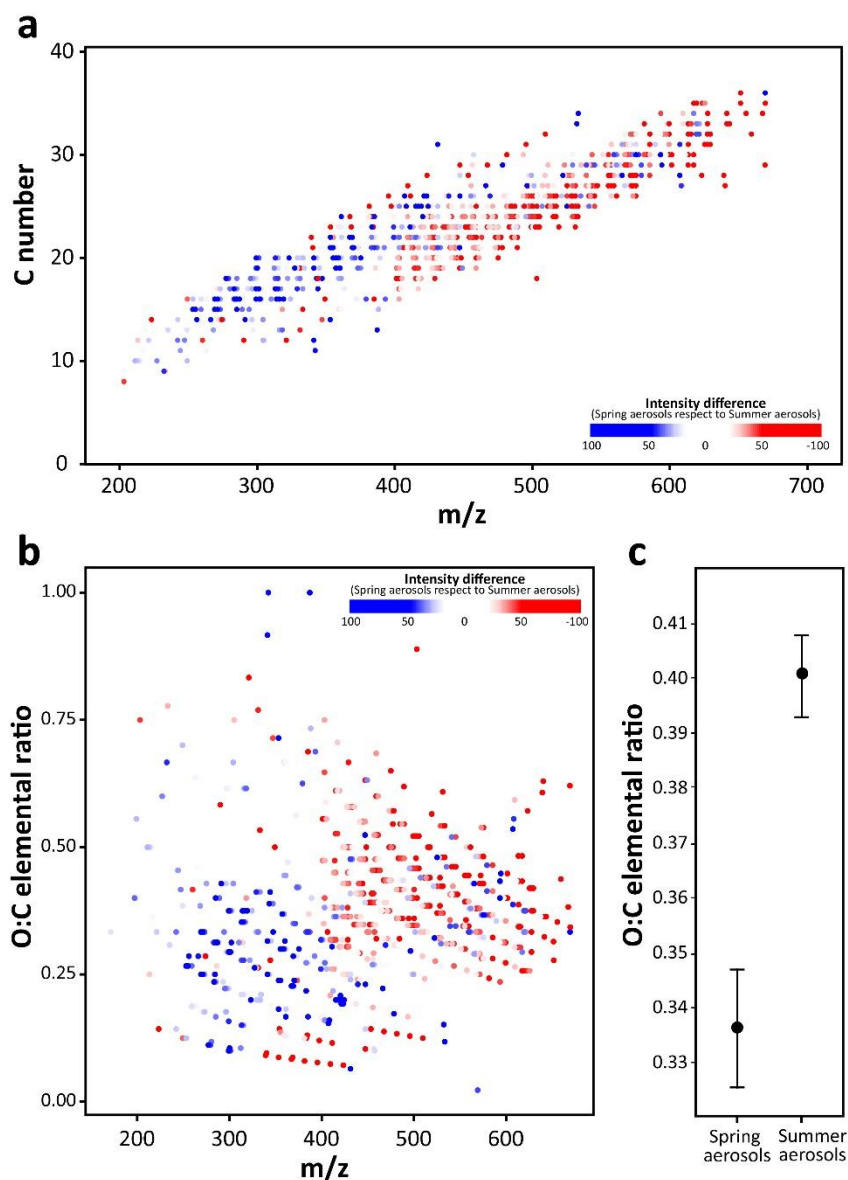 a
40
30
20
10
0
C number
Intensity difference
(Spring aerosols respect to Summer aerosols)
100 50 0 50 -100
200 300 400 500 600 700
m/z
b
1.00
0.75
0.50
0.25
0.00
O:C elemental ratio
Intensity difference
(Spring aerosols respect to Summer aerosols)
100 50 0 50 -100
200 300 400 500 600
m/z
c
0.41
0.40
0.39
0.38
0.37
0.36
0.35
0.34
0.33
O:C elemental ratio
Spring Summer
aerosols aerosols